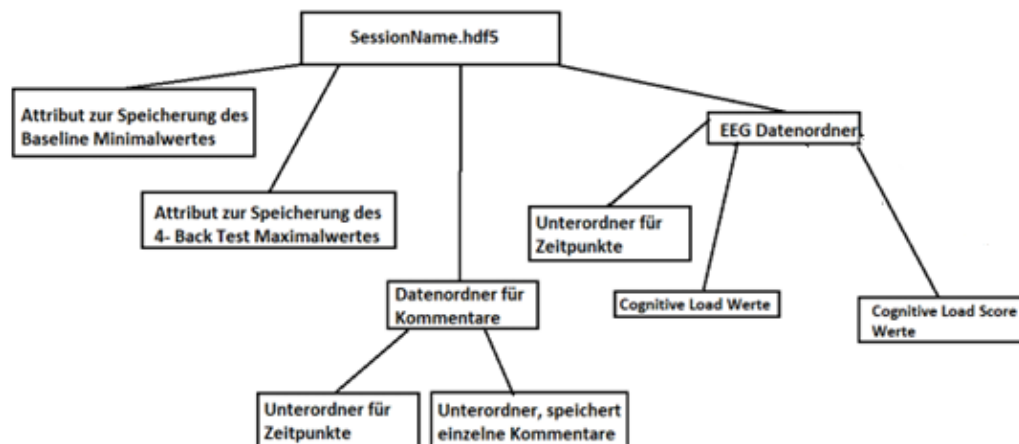 SessionName.hdf5
Attribut zur Speicherung des
Baseline Minimalwertes
EEG Datenordner
Attribut zur Speicherung des
4- Back Test Maximalwertes
Unterordner für
Zeitpunkte
Datenordner für
Kommentare
Cognitive Load Werte
Cognitive Load Score
Werte
Unterordner für
Zeitpunkte
Unterordner, speichert
einzelne Kommentare